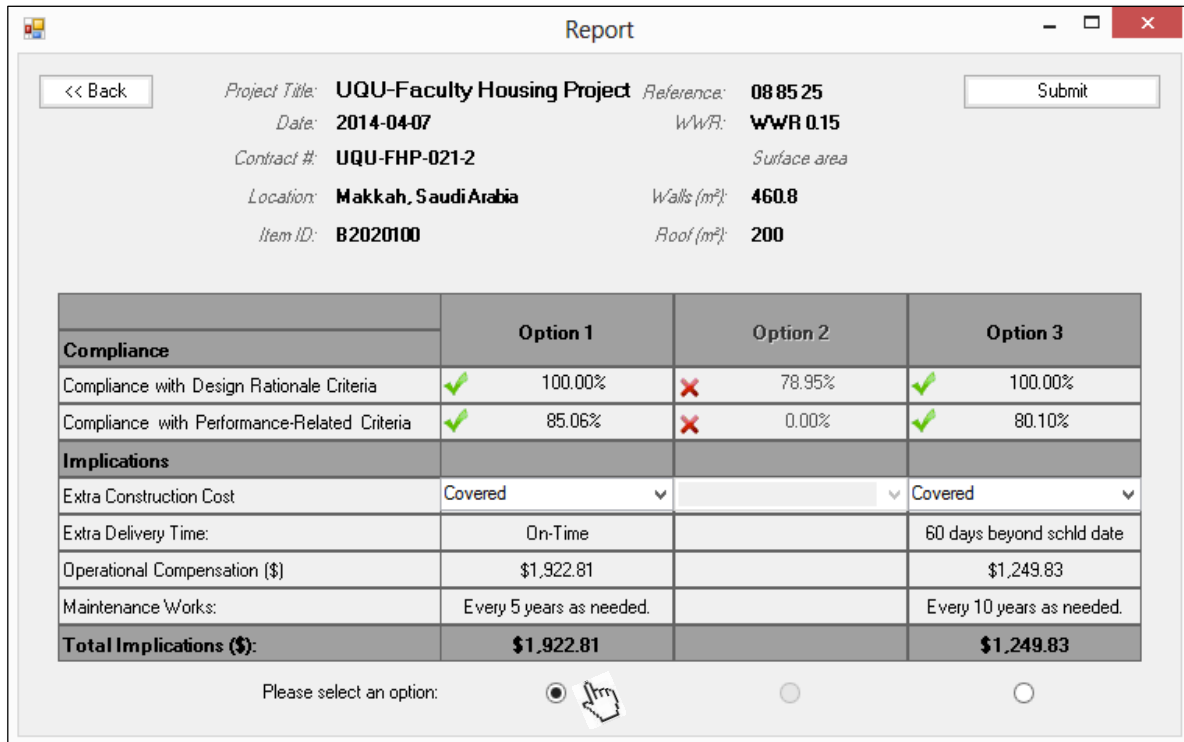 Report
<< Back
Project Title: UQU-Faculty Housing Project Reference: 08 85 25
Submit
Date: 2014-04-07 WWR: WWR 0.15
Contract #: UQU-FHP-021-2 Surface area
Location: Makkah, Saudi Arabia Walls (m²): 460.8
Item ID: B2020100 Roof (m²): 200
Option 1 Option 2 Option 3
Compliance
Compliance with Design Rationale Criteria 100.00% 78.95% 100.00%
Compliance with Performance-Related Criteria 85.06% 0.00% 80.10%
Implications
Extra Construction Cost Covered Covered
Extra Delivery Time: On-Time 60 days beyond schld date
Operational Compensation ($) $1,922.81 $1,249.83
Maintenance Works: Every 5 years as needed. Every 10 years as needed.
Total Implications ($): $1,922.81 $1,249.83
Please select an option: